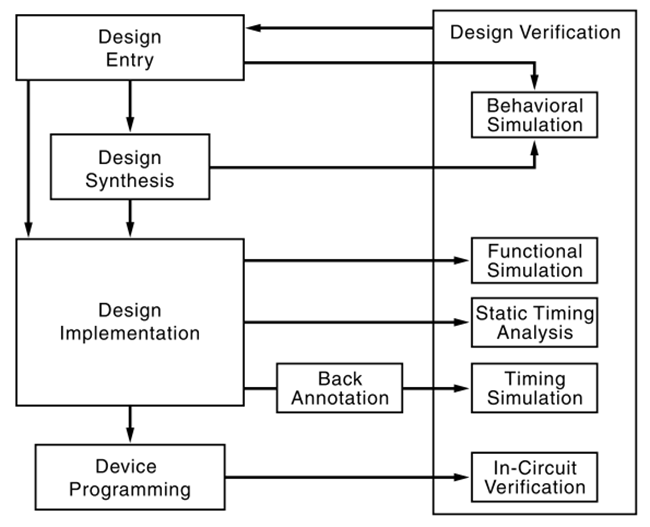 Design
Entry
Design Verification
Behavioral
Simulation
Design
Synthesis
Functional
Simulation
Design
Implementation
Static Timing
Analysis
Back
Annotation
Timing
Simulation
Device
Programming
In-Circuit
Verification